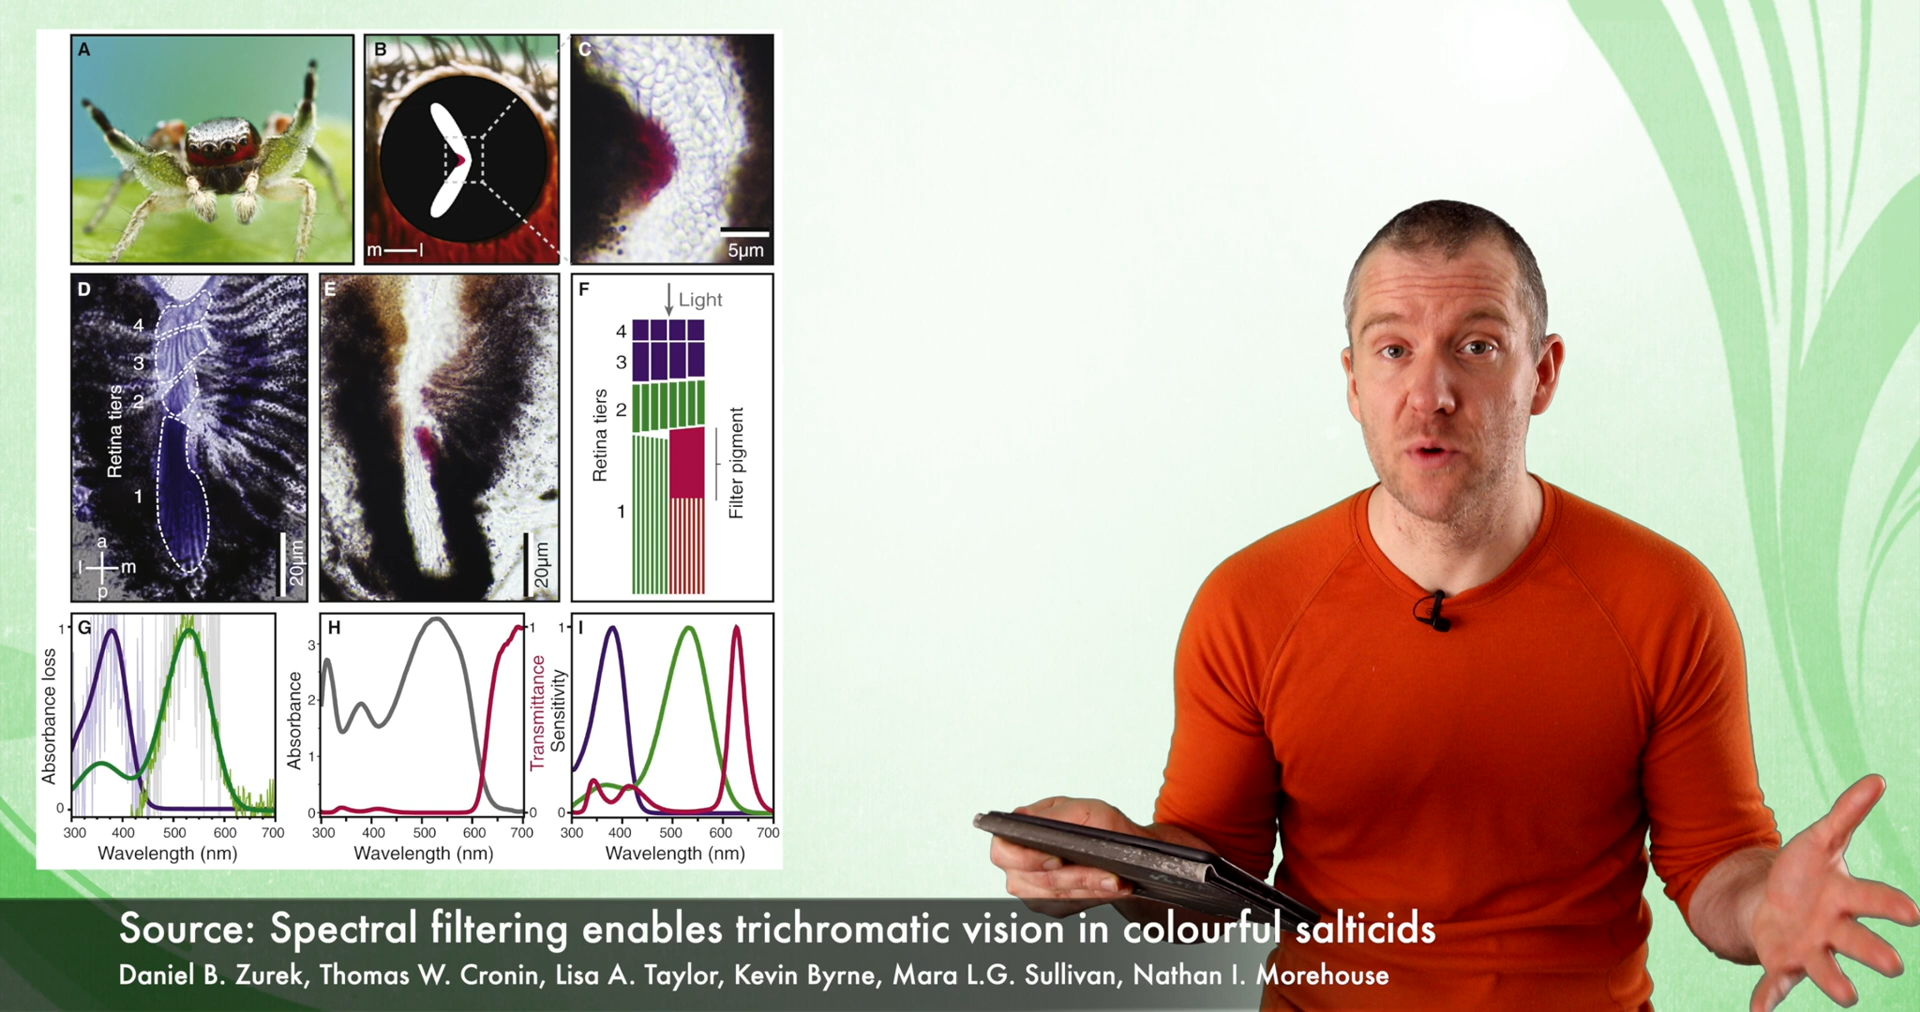 A
B
m l
C
5µm
D
4
3
2
1
Retina tiers
a
l m
p
20µm
E
20µm
F
Light
4
3
2
1
Retina tiers
Filter pigment
G
1
0
Absorbance loss
300 400 500 600 700
Wavelength (nm)
H
3
2
1
0
Absorbance
1
0
Transmittance
300 400 500 600 700
Wavelength (nm)
I
1
0
Sensitivity
300 400 500 600 700
Wavelength (nm)
Source: Spectral filtering enables trichromatic vision in colourful salticids
Daniel B. Zurek, Thomas W. Cronin, Lisa A. Taylor, Kevin Byrne, Mara L.G. Sullivan, Nathan I. Morehouse